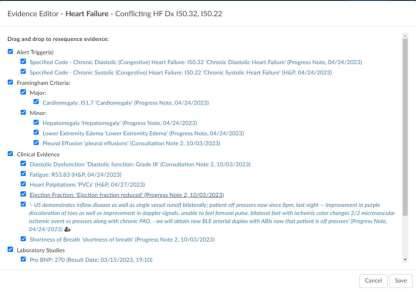 Evidence Editor - Heart Failure - Conflicting HF Dx I50.32, I50.22
Drag and drop to resequence evidence:
Alert Trigger(s)
Specified Code - Chronic Diastolic (Congestive) Heart Failure: I50.32 'Chronic Diastolic Heart Failure' (Progress Note, 04/24/2023)
Specified Code - Chronic Systolic (Congestive) Heart Failure: I50.22 'Chronic Systolic Heart Failure' (H&P, 04/24/2023)
Framingham Criteria:
Major:
Cardiomegaly: I51.7 'Cardiomegaly' (Progress Note, 04/24/2023)
Minor:
Hepatomegaly 'Hepatomegaly' (Progress Note, 04/24/2023)
Lower Extremity Edema 'Lower Extremity Edema' (Progress Note, 04/24/2023)
Pleural Effusion 'pleural effusions' (Consultation Note 2, 10/03/2023)
Clinical Evidence
Diastolic Dysfunction 'Diastolic function: Grade III' (Consultation Note 2, 10/03/2023)
Fatigue: R53.83 (H&P, 04/24/2023)
Heart Palpitations 'PVCs' (H&P, 04/27/2023)
Ejection Fraction: 'Ejection fraction reduced' (Progress Note 2, 10/03/2023)
US demonstrates inflow disease as well as single vessel runoff bilaterally; patient off pressors now since 8pm, last night -- improvement in purple
discoloration of toes as well as improvement in doppler signals. unable to feel femoral pulse. bilateral feet with ischemic color changes 2/2 microvascular
ischemic event vs pressors along with chronic PAD. - we will obtain new BLE arterial duplex with ABIs now that patient is off pressors' (Progress Note,
04/24/2023)
Shortness of Breath 'shortness of breath' (Progress Note 2, 10/03/2023)
Laboratory Studies
Pro BNP: 270 (Result Date: 03/15/2023, 19:10)
Cancel
Save